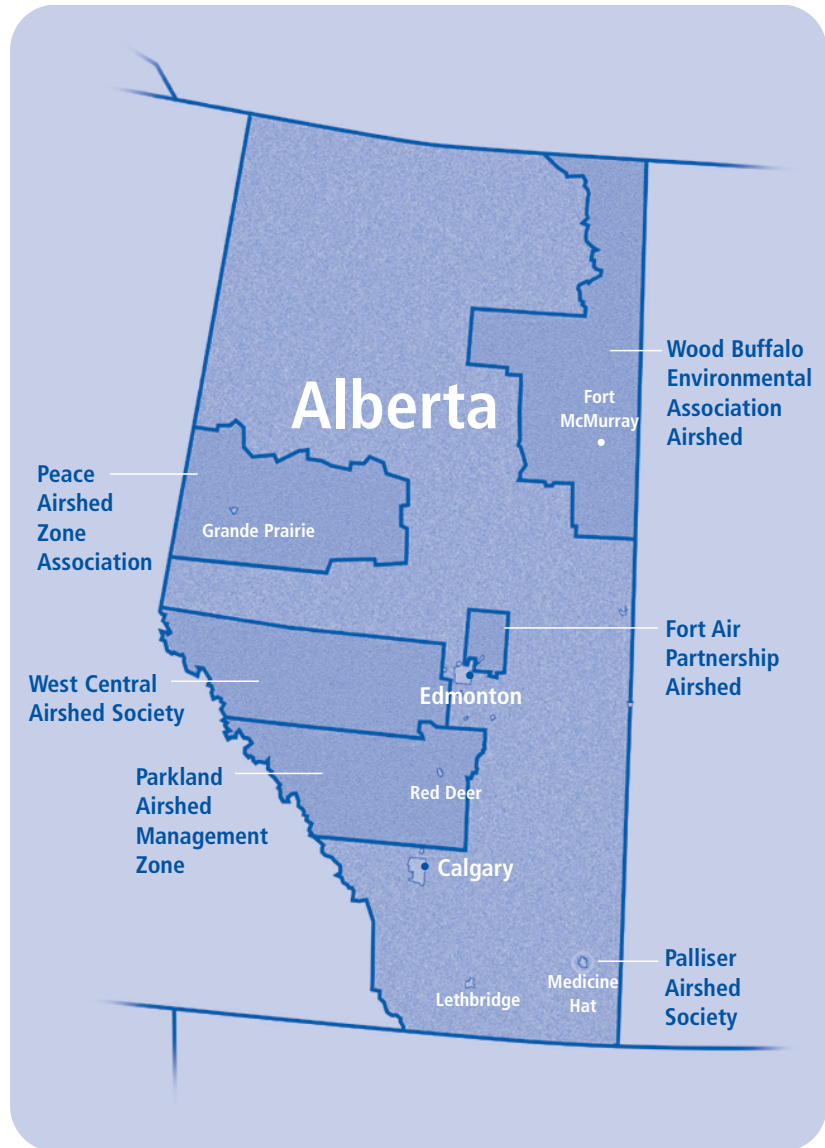 Alberta
Wood Buffalo
Environmental
Association
Airshed
Fort
McMurray
Peace
Airshed
Zone
Association
Grande Prairie
Fort Air
Partnership
Airshed
West Central
Airshed Society
Edmonton
Parkland
Airshed
Management
Zone
Red Deer
Calgary
Palliser
Airshed
Society
Medicine
Hat
Lethbridge